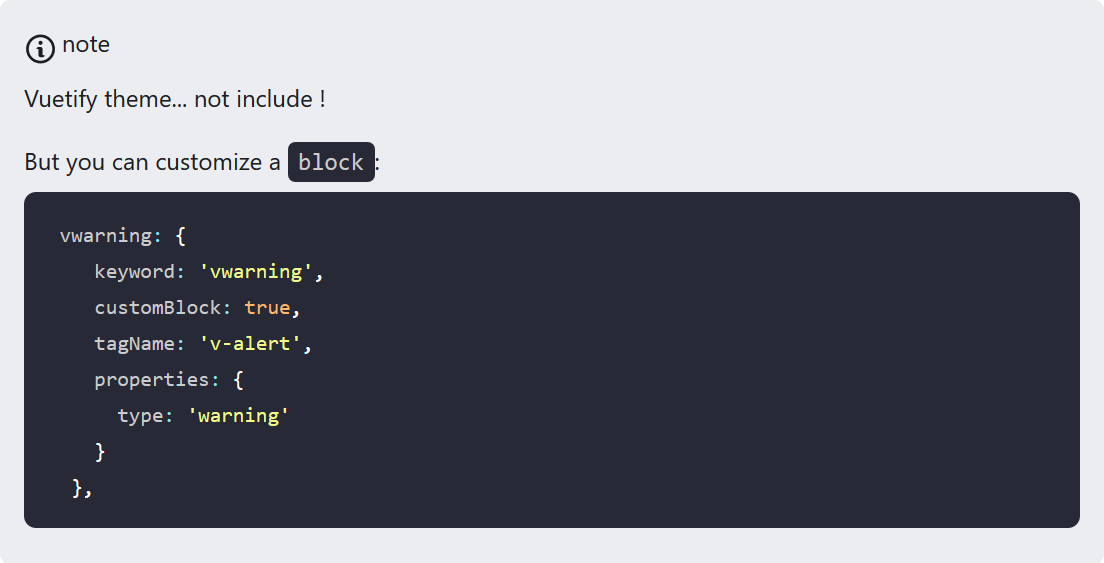 note
Vuetify theme... not include !
But you can customize a block:
vwarning: {
   keyword: 'vwarning',
   customBlock: true,
   tagName: 'v-alert',
   properties: {
     type: 'warning'
   }
 },